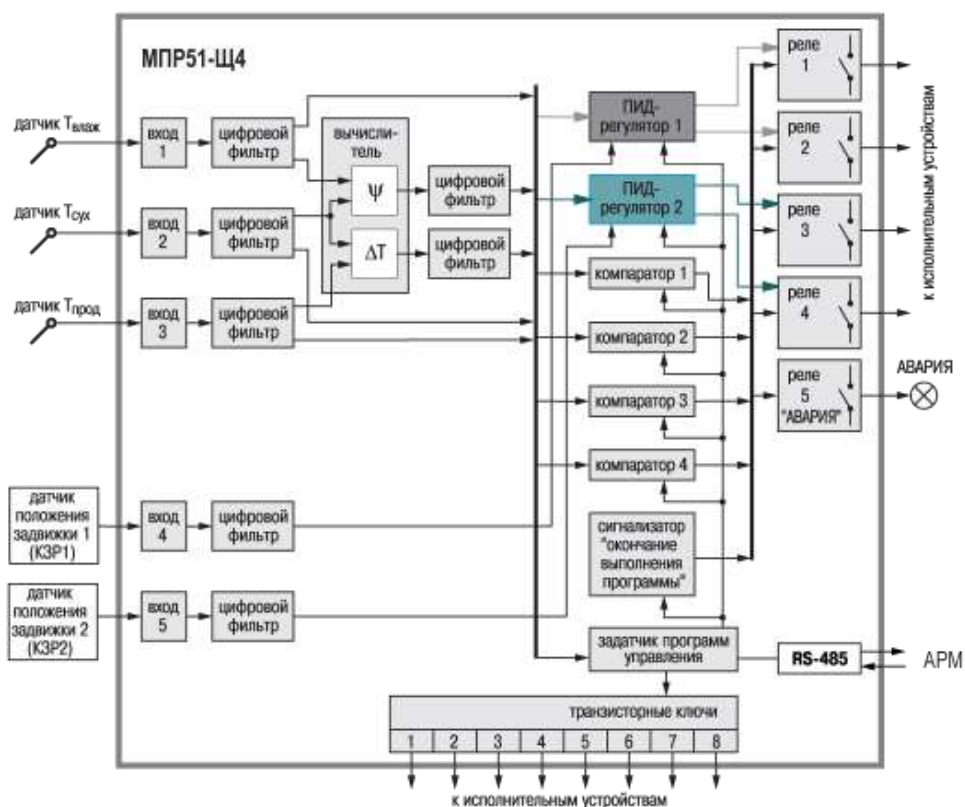 МПР51-Щ4
датчик Tвлаж
вход
1
цифровой
фильтр
вычисли-
тель
Ψ
цифровой
фильтр
датчик Tсух
вход
2
цифровой
фильтр
ΔT
цифровой
фильтр
датчик Tпрод
вход
3
цифровой
фильтр
датчик
положения
задвижки 1
(КЗР1)
вход
4
цифровой
фильтр
датчик
положения
задвижки 2
(КЗР2)
вход
5
цифровой
фильтр
ПИД-
регулятор 1
ПИД-
регулятор 2
компаратор 1
компаратор 2
компаратор 3
компаратор 4
сигнализатор
"окончание
выполнения
программы"
задатчик программ
управления
реле
1
реле
2
реле
3
реле
4
реле
5
"АВАРИЯ"
к исполнительным устройствам
АВАРИЯ
RS-485
АРМ
транзисторные ключи
1 2 3 4 5 6 7 8
к исполнительным устройствам